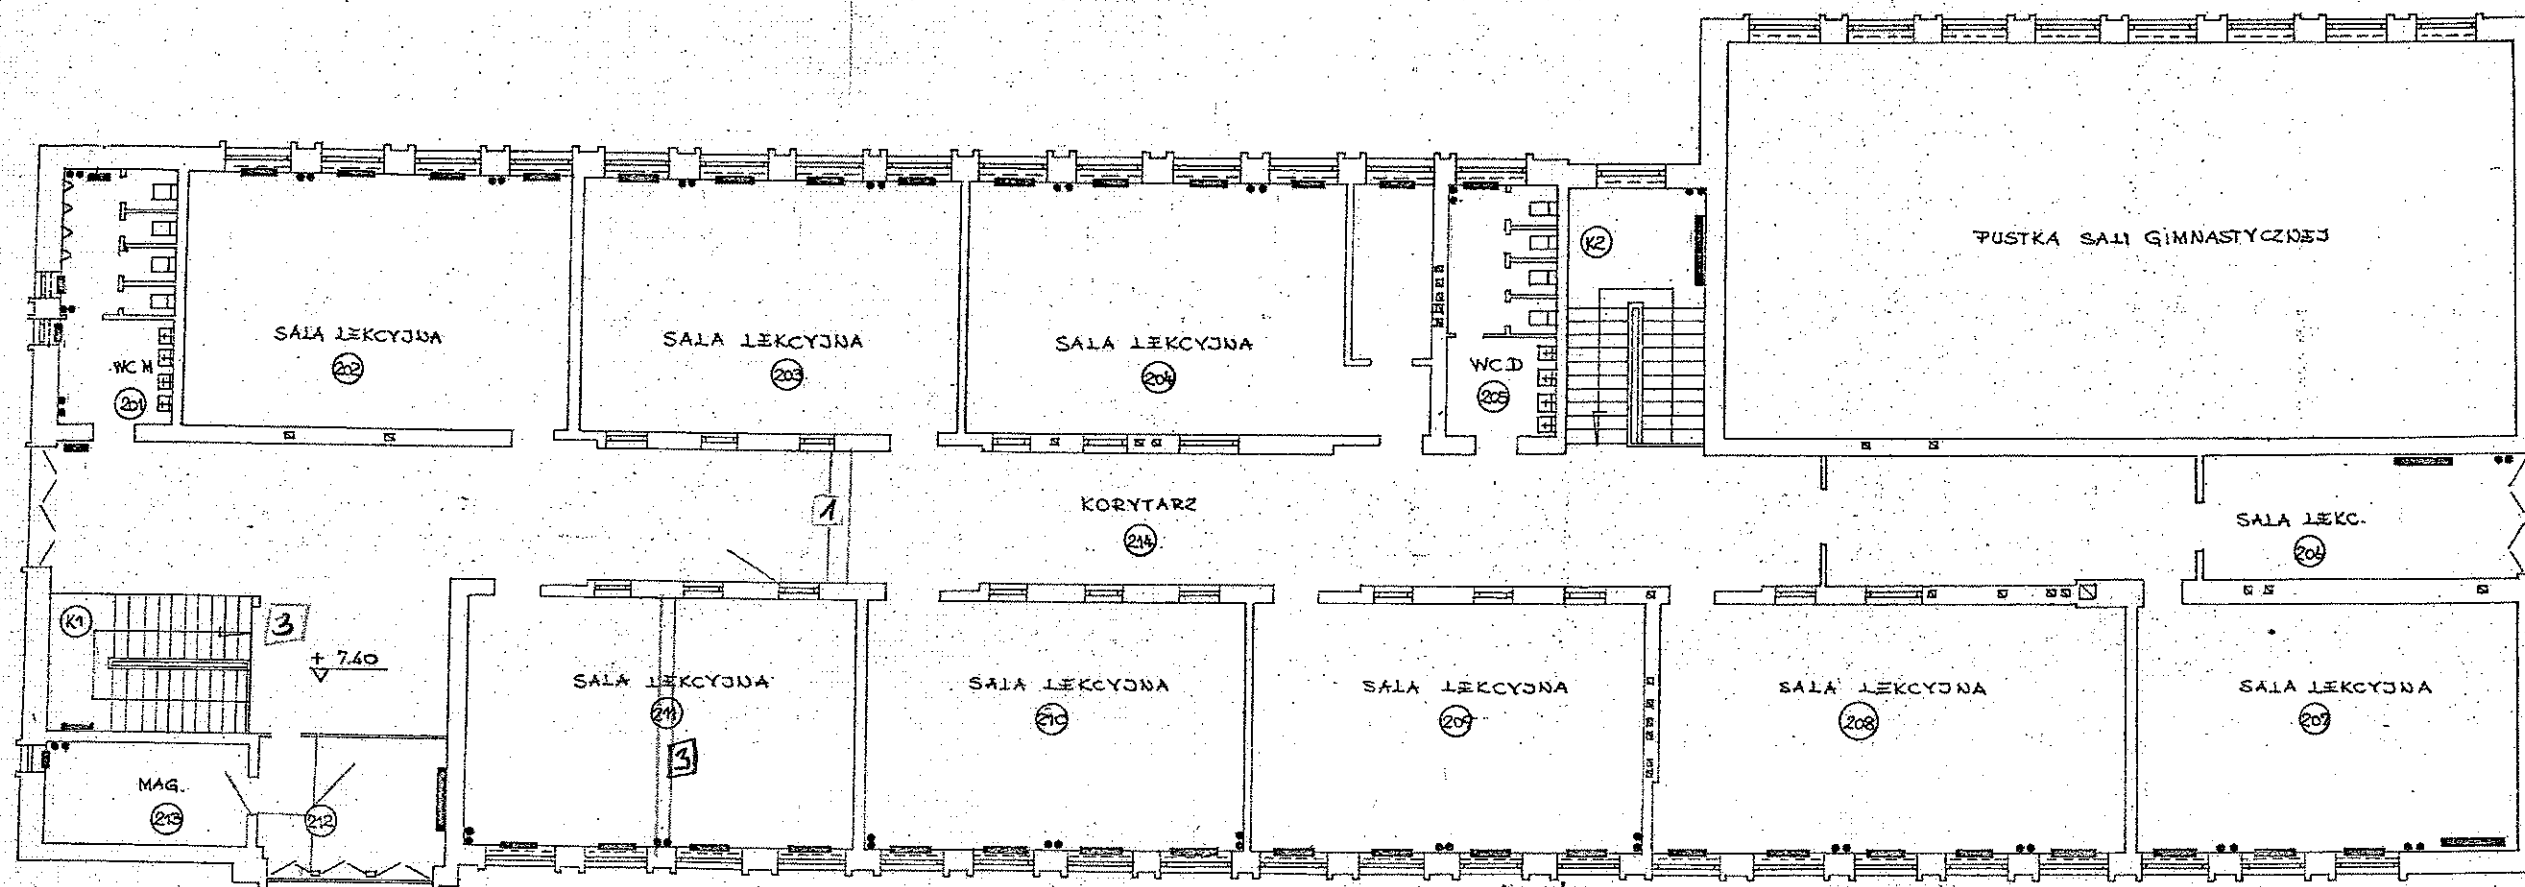 PUSTKA SALI GIMNASTYCZNEJ
K2
SALA LEKCYJNA
202
SALA LEKCYJNA
203
SALA LEKCYJNA
204
WC M
201
WC.D
205
KORYTARZ
214
1
SALA LEKC.
206
K1
3
+ 7.40
SALA LEKCYJNA
211
3
SALA LEKCYJNA
210
SALA LEKCYJNA
209
SALA LEKCYJNA
208
SALA LEKCYJNA
207
MAG.
213
212